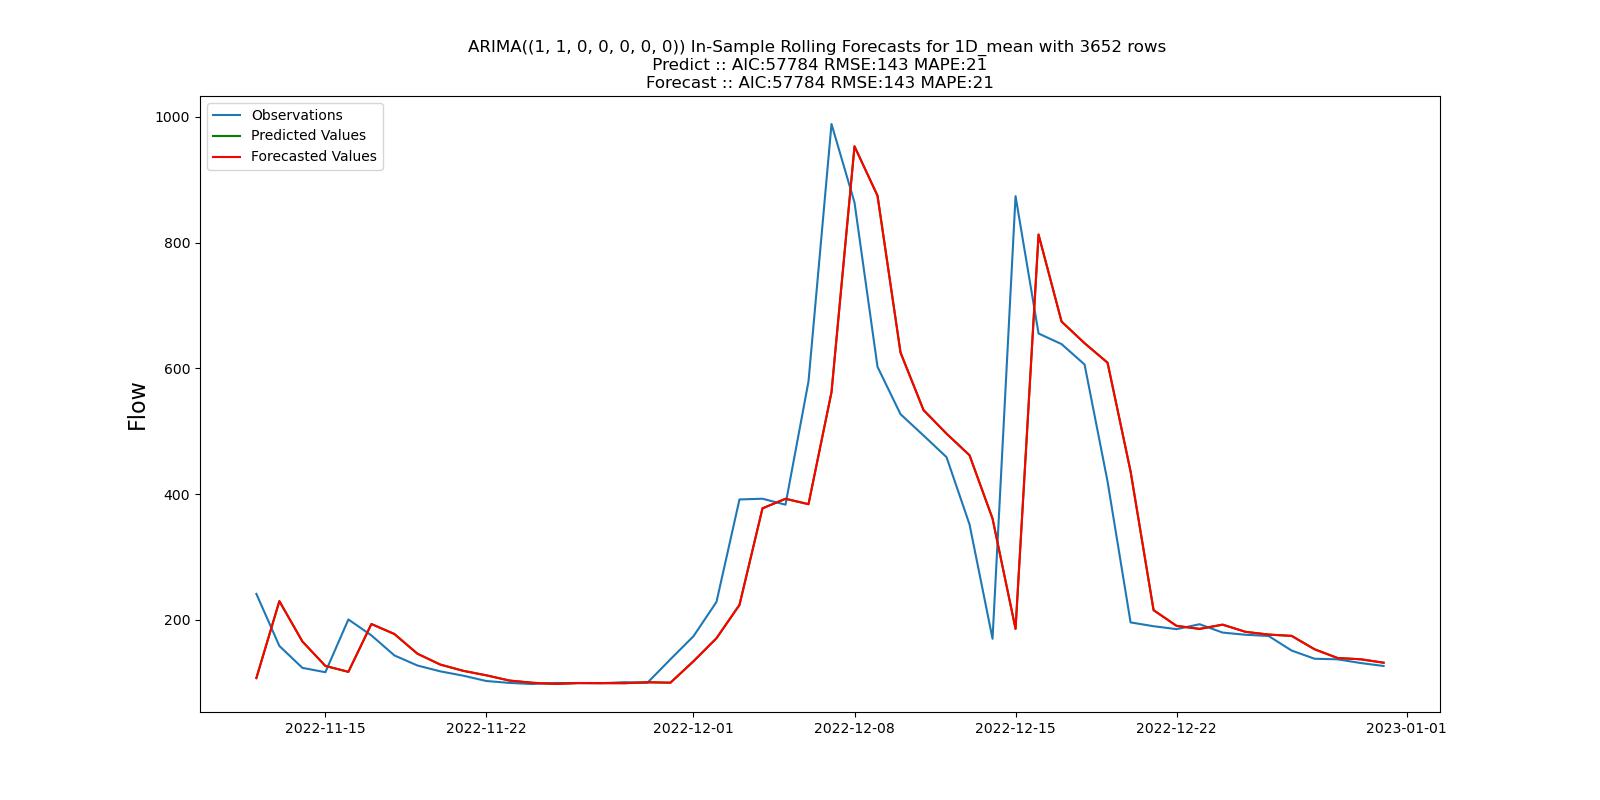 ARIMA((1, 1, 0, 0, 0, 0, 0)) In-Sample Rolling Forecasts for 1D_mean with 3652 rows
Predict :: AIC:57784 RMSE:143 MAPE:21
Forecast :: AIC:57784 RMSE:143 MAPE:21
Observations
Predicted Values
Forecasted Values
1000
800
600
400
200
Flow
2022-11-15
2022-11-22
2022-12-01
2022-12-08
2022-12-15
2022-12-22
2023-01-01